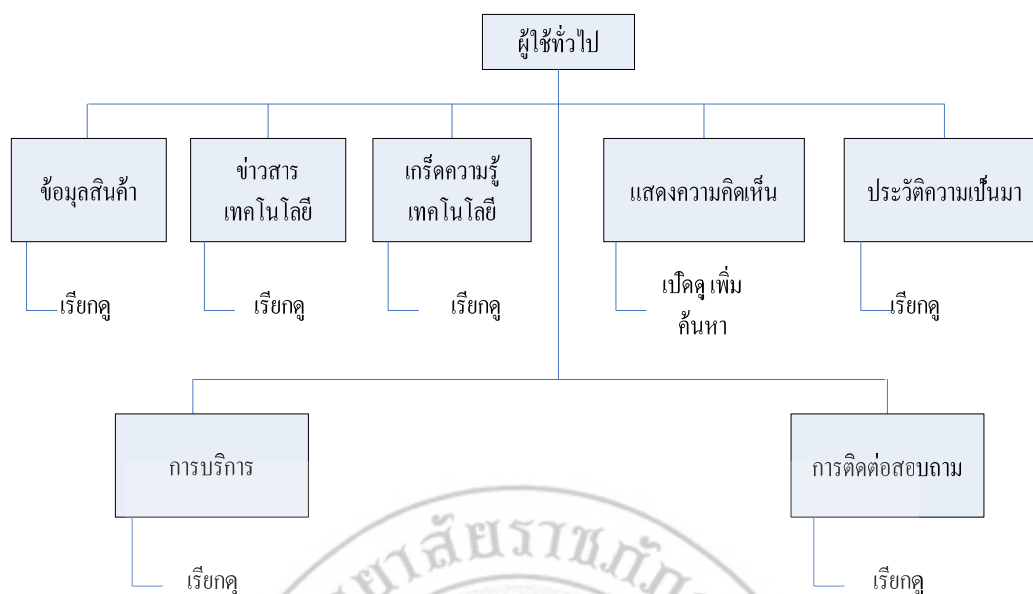 ผู้ใช้ทั่วไป
ข้อมูลสินค้า
ข่าวสาร
เทคโนโลยี
เกร็ดความรู้
เทคโนโลยี
แสดงความคิดเห็น
ประวัติความเป็นมา
เรียกดู
เรียกดู
เรียกดู
เปิดดู เพิ่ม
ค้นหา
เรียกดู
การบริการ
การติดต่อสอบถาม
เรียกดู
เรียกดู